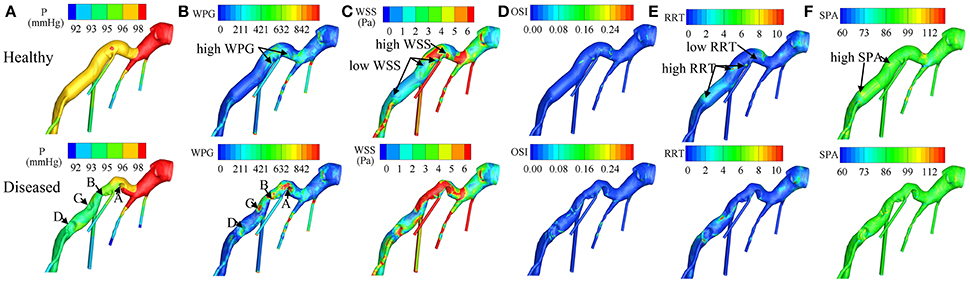 A
P
(mmHg)
92 93 95 96 98
Healthy
B
WPG
0 211 421 632 842
high WPG
C
WSS
(Pa)
0 1 2 3 4 5 6
high WSS
low WSS
D
OSI
0.00 0.08 0.16 0.24
E
RRT
0 2 4 6 8 10
low RRT
high RRT
F
SPA
60 73 86 99 112
high SPA
P
(mmHg)
92 93 95 96 98
Diseased
B
A
C
D
WPG
0 211 421 632 842
B
A
C
D
WSS
(Pa)
0 1 2 3 4 5 6
OSI
0.00 0.08 0.16 0.24
RRT
0 2 4 6 8 10
SPA
60 73 86 99 112